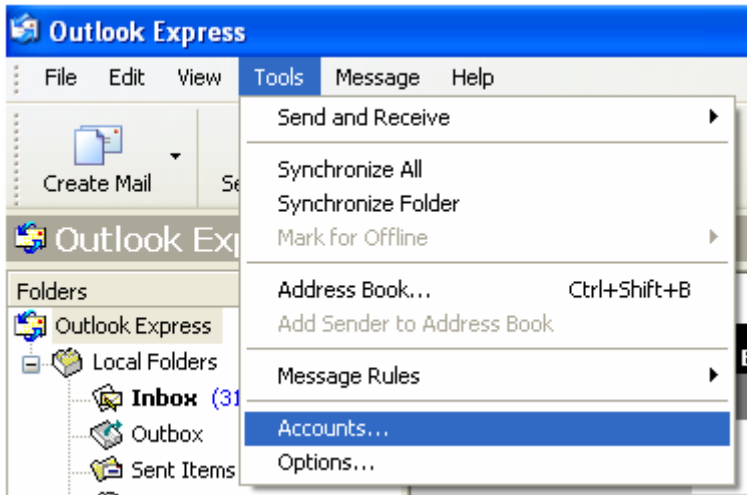 Outlook Express
File Edit View Tools Message Help
Send and Receive
Create Mail
Synchronize All
Synchronize Folder
Mark for Offline
Outlook
Folders
Address Book... Ctrl+Shift+B
Outlook Express
Add Sender to Address Book
Local Folders
Message Rules
Inbox (31
Accounts...
Outbox
Options...
Sent Items